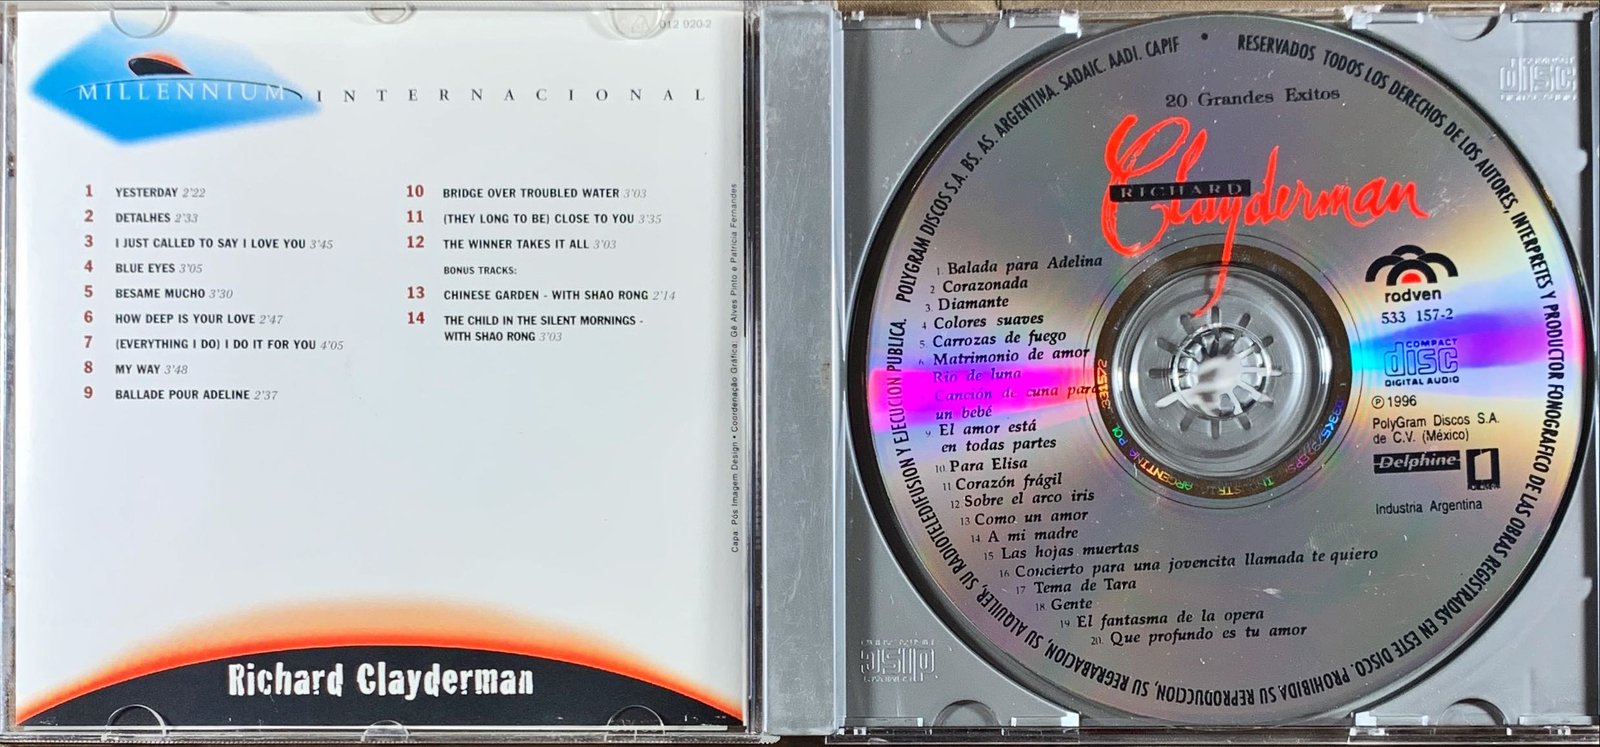 012 020-2
MILLENNIUM INTERNACIONAL
1 YESTERDAY 2'22
2 DETALHES 2'33
3 I JUST CALLED TO SAY I LOVE YOU 3'45
4 BLUE EYES 3'05
5 BESAME MUCHO 3'30
6 HOW DEEP IS YOUR LOVE 2'47
7 (EVERYTHING I DO) I DO IT FOR YOU 4'05
8 MY WAY 3'48
9 BALLADE POUR ADELINE 2'37
10 BRIDGE OVER TROUBLED WATER 3'03
11 (THEY LONG TO BE) CLOSE TO YOU 3'35
12 THE WINNER TAKES IT ALL 3'03
BONUS TRACKS:
13 CHINESE GARDEN - WITH SHAO RONG 2'14
14 THE CHILD IN THE SILENT MORNINGS -
WITH SHAO RONG 3'03
Capa: Pós Imagem Design • Coordenação Gráfica: Gê Alves Pinto e Patricia Fernandes
Richard Clayderman
POLYGRAM DISCOS S.A. BS. AS. ARGENTINA. SADAIC. AADI. CAPIF • RESERVADOS TODOS LOS DERECHOS DE LOS AUTORES, INTERPRETES Y PRODUCTOR FONOGRAFICO DE LAS OBRAS REGISTRADAS EN ESTE DISCO. PROHIBIDA SU REPRODUCCION, SU REGRABACION, SU ALQUILER, SU RADIOTELEDIFUSION Y EJECUCION PUBLICA.
20 Grandes Exitos
RICHARD
Clayderman
1 Balada para Adelina
2 Corazonada
3. Diamante
4 Colores suaves
5. Carrozas de fuego
6. Matrimonio de amor
Rio de luna
Canción de cuna para
un bebé
9. El amor está
en todas partes
10. Para Elisa
11 Corazón frágil
12 Sobre el arco iris
13 Como un amor
14. A mi madre
15 Las hojas muertas
16 Concierto para una jovencita llamada te quiero
17 Tema de Tara
18. Gente
19. El fantasma de la opera
20. Que profundo es tu amor
rodven
533 157-2
COMPACT
disc
DIGITAL AUDIO
℗ 1996
PolyGram Discos S.A.
de C.V. (México)
Delphine
Industria Argentina
disc
disc